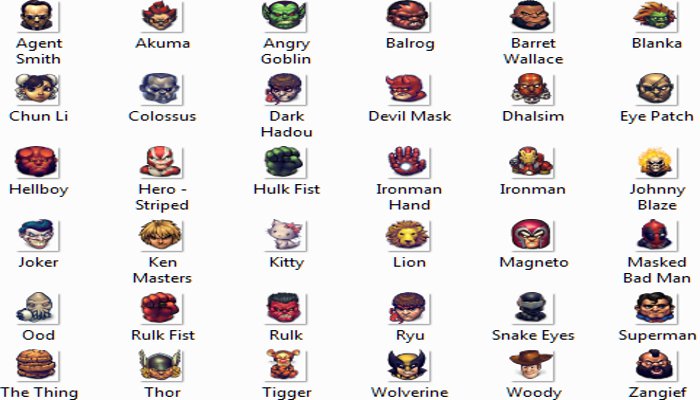 Agent Smith
Akuma
Angry Goblin
Balrog
Barret Wallace
Blanka
Chun Li
Colossus
Dark Hadou
Devil Mask
Dhalsim
Eye Patch
Hellboy
Hero - Striped
Hulk Fist
Ironman Hand
Ironman
Johnny Blaze
Joker
Ken Masters
Kitty
Lion
Magneto
Masked Bad Man
Ood
Rulk Fist
Rulk
Ryu
Snake Eyes
Superman
The Thing
Thor
Tigger
Wolverine
Woody
Zangief